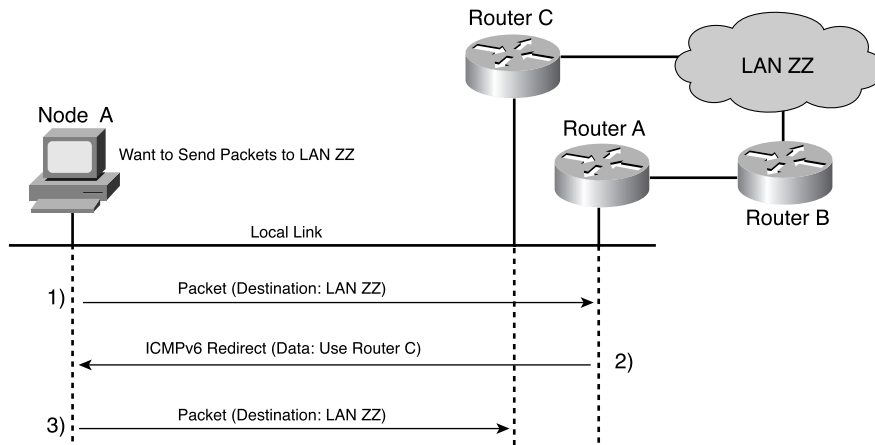 Router C
LAN ZZ
Node A
Router A
Want to Send Packets to LAN ZZ
Router B
Local Link
1)
Packet (Destination: LAN ZZ)
ICMPv6 Redirect (Data: Use Router C)
2)
3)
Packet (Destination: LAN ZZ)